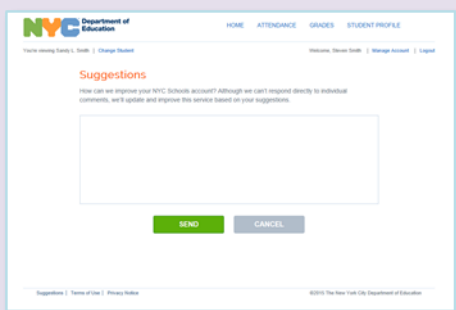 NYC Department of
Education
HOME ATTENDANCE GRADES STUDENT PROFILE
You're viewing Sandy L. Smith | Change Student
Welcome, Steven Smith | Manage Account | Logout
Suggestions
How can we improve your NYC Schools account? Although we can't respond directly to individual
comments, we'll update and improve this service based on your suggestions.
SEND CANCEL
Suggestions | Terms of Use | Privacy Notice
©2015 The New York City Department of Education